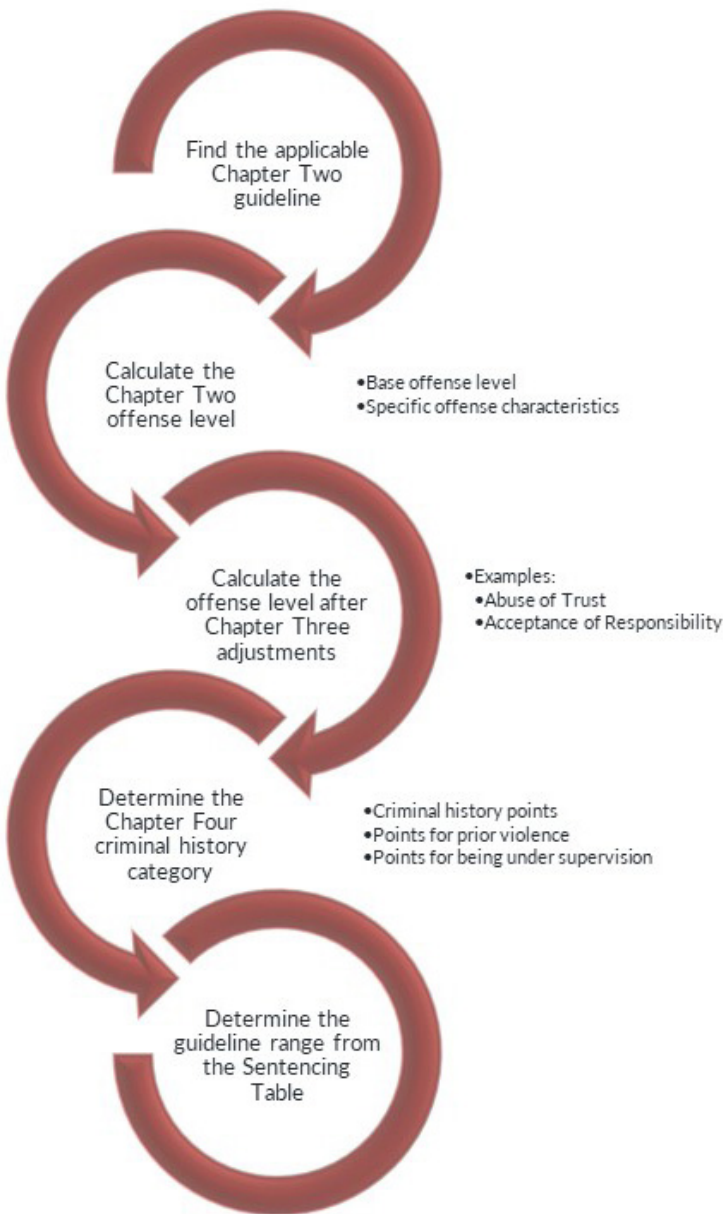 Find the applicable
Chapter Two
guideline
Calculate the
Chapter Two
offense level
•Base offense level
•Specific offense characteristics
Calculate the
offense level after
Chapter Three
adjustments
•Examples:
•Abuse of Trust
•Acceptance of Responsibility
Determine the
Chapter Four
criminal history
category
•Criminal history points
•Points for prior violence
•Points for being under supervision
Determine the
guideline range from
the Sentencing
Table